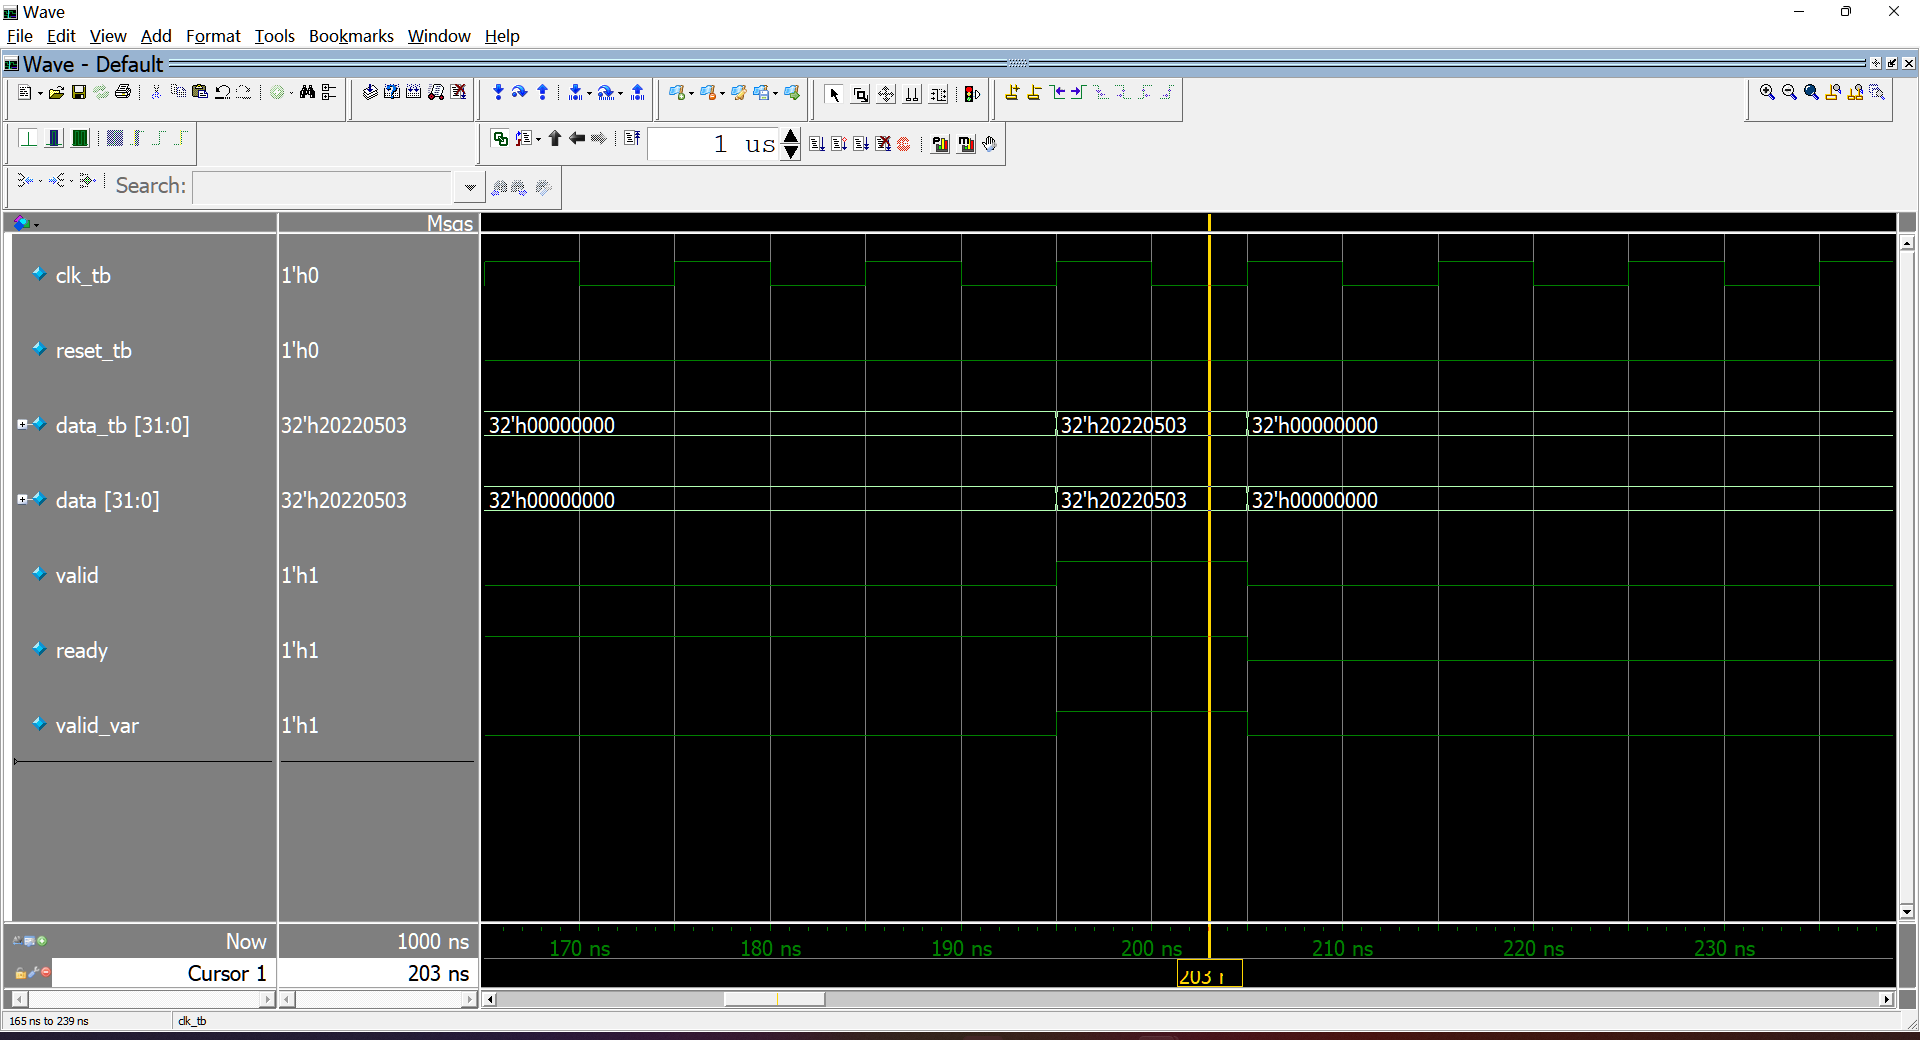 Wave
File Edit View Add Format Tools Bookmarks Window Help
Wave - Default
1 us
Search:
Msgs
clk_tb 1'h0
reset_tb 1'h0
data_tb [31:0] 32'h20220503 32'h00000000 32'h20220503 32'h00000000
data [31:0] 32'h20220503 32'h00000000 32'h20220503 32'h00000000
valid 1'h1
ready 1'h1
valid_var 1'h1
Now 1000 ns 170 ns 180 ns 190 ns 200 ns 210 ns 220 ns 230 ns
Cursor 1 203 ns 203 r
165 ns to 239 ns clk_tb